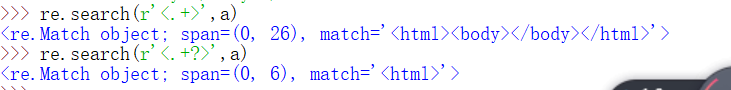 >>> re.search(r'<.+>',a)
<re.Match object; span=(0, 26), match='<html><body></body></html>'>
>>> re.search(r'<.+?>',a)
<re.Match object; span=(0, 6), match='<html>'>